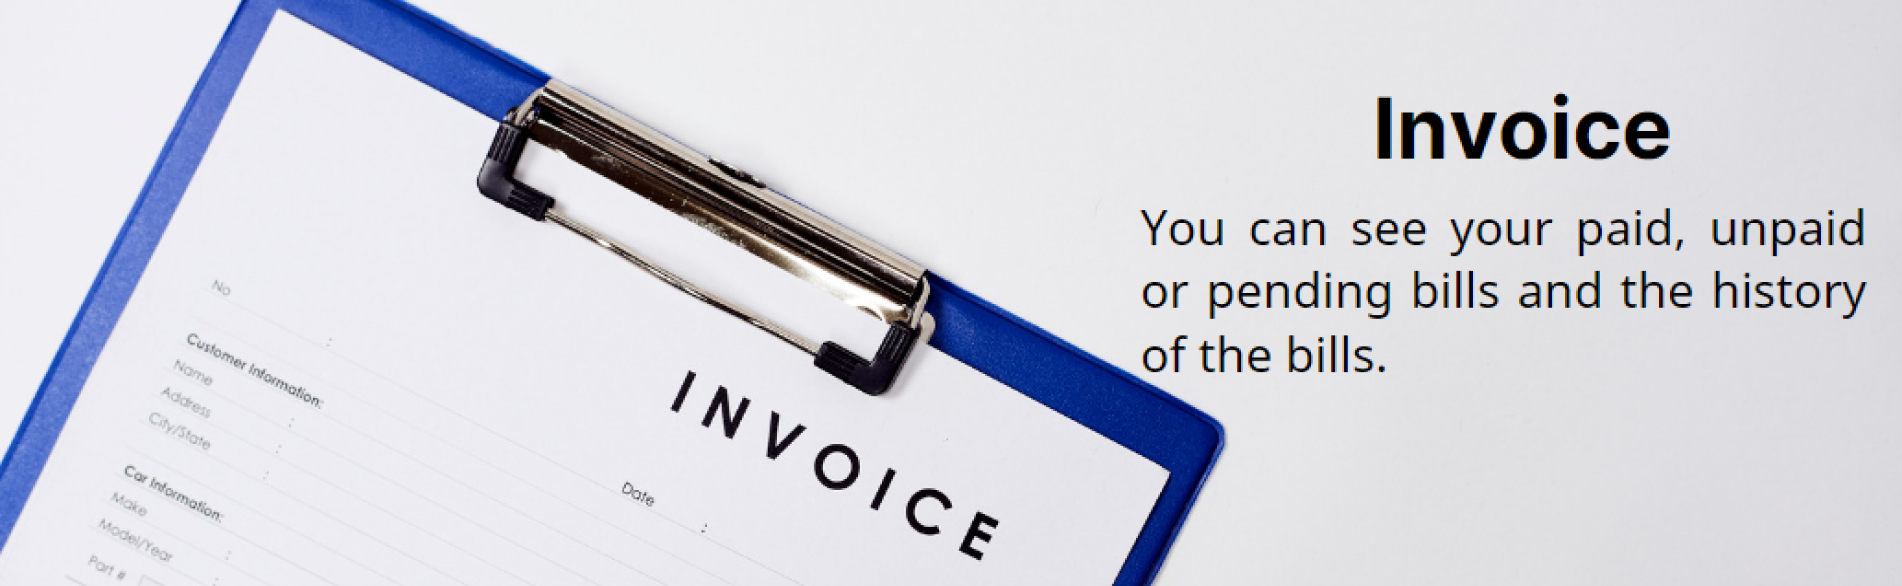 Invoice
You can see your paid, unpaid
or pending bills and the history
of the bills.
INVOICE
No :
Date :
Customer Information:
Name :
Address :
City/State :
Car Information:
Make :
Model/Year :
Part #